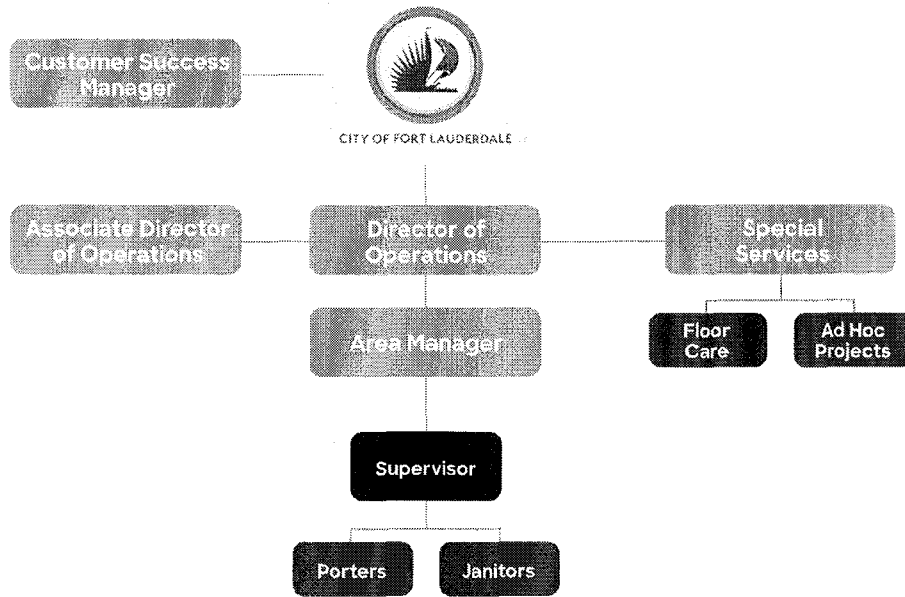 Customer Success
Manager
CITY OF FORT LAUDERDALE
Associate Director
of Operations
Director of
Operations
Special
Services
Area Manager
Floor
Care
Ad Hoc
Projects
Supervisor
Porters
Janitors